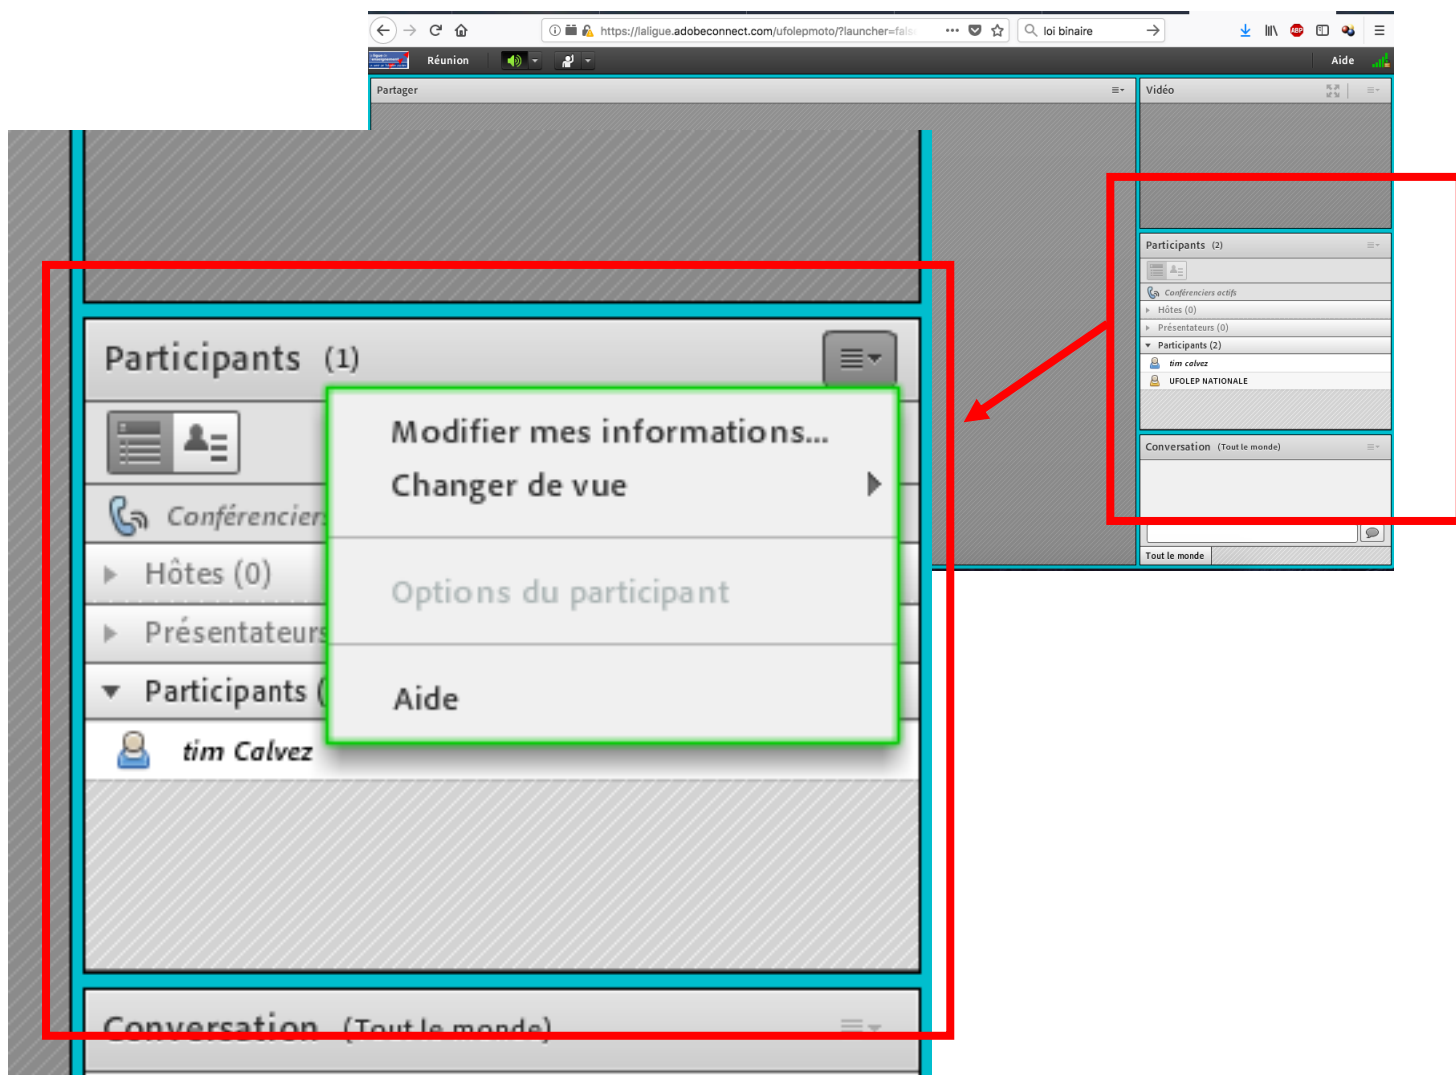 https://laligue.adobeconnect.com/ufolepmoto/?launcher=fals
loi binaire
ABP
Réunion
Aide
Partager
Vidéo
Participants (2)
Conférenciers actifs
Hôtes (0)
Présentateurs (0)
Participants (2)
tim calvez
UFOLEP NATIONALE
Conversation (Tout le monde)
Tout le monde
Participants (1)
Modifier mes informations...
Changer de vue
Conférenciers
Hôtes (0)
Options du participant
Présentateurs
Participants (
Aide
tim Calvez
Conversation (Tout le monde)